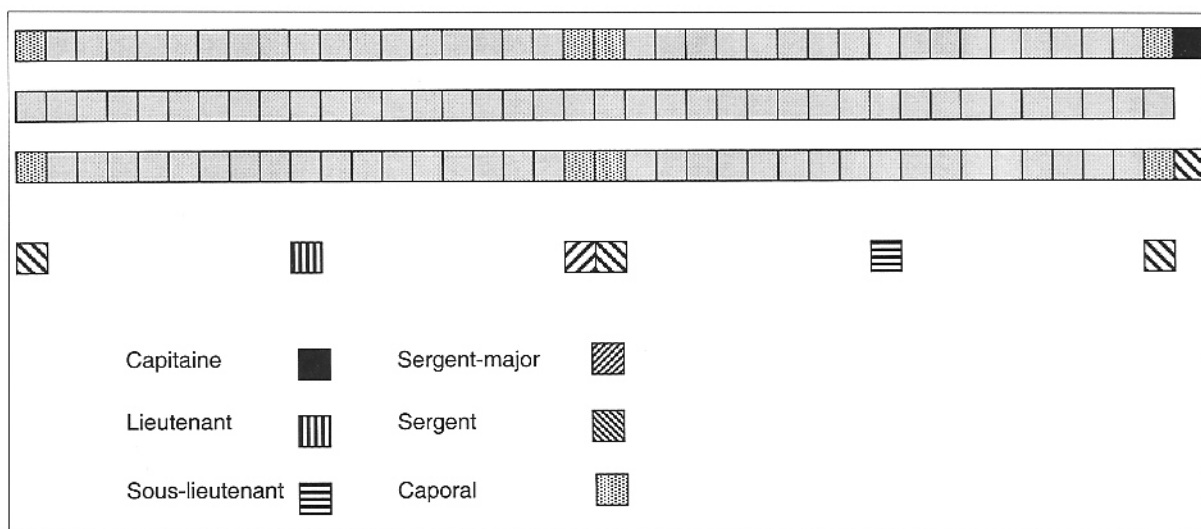 Capitaine
Sergent-major
Lieutenant
Sergent
Sous-lieutenant
Caporal